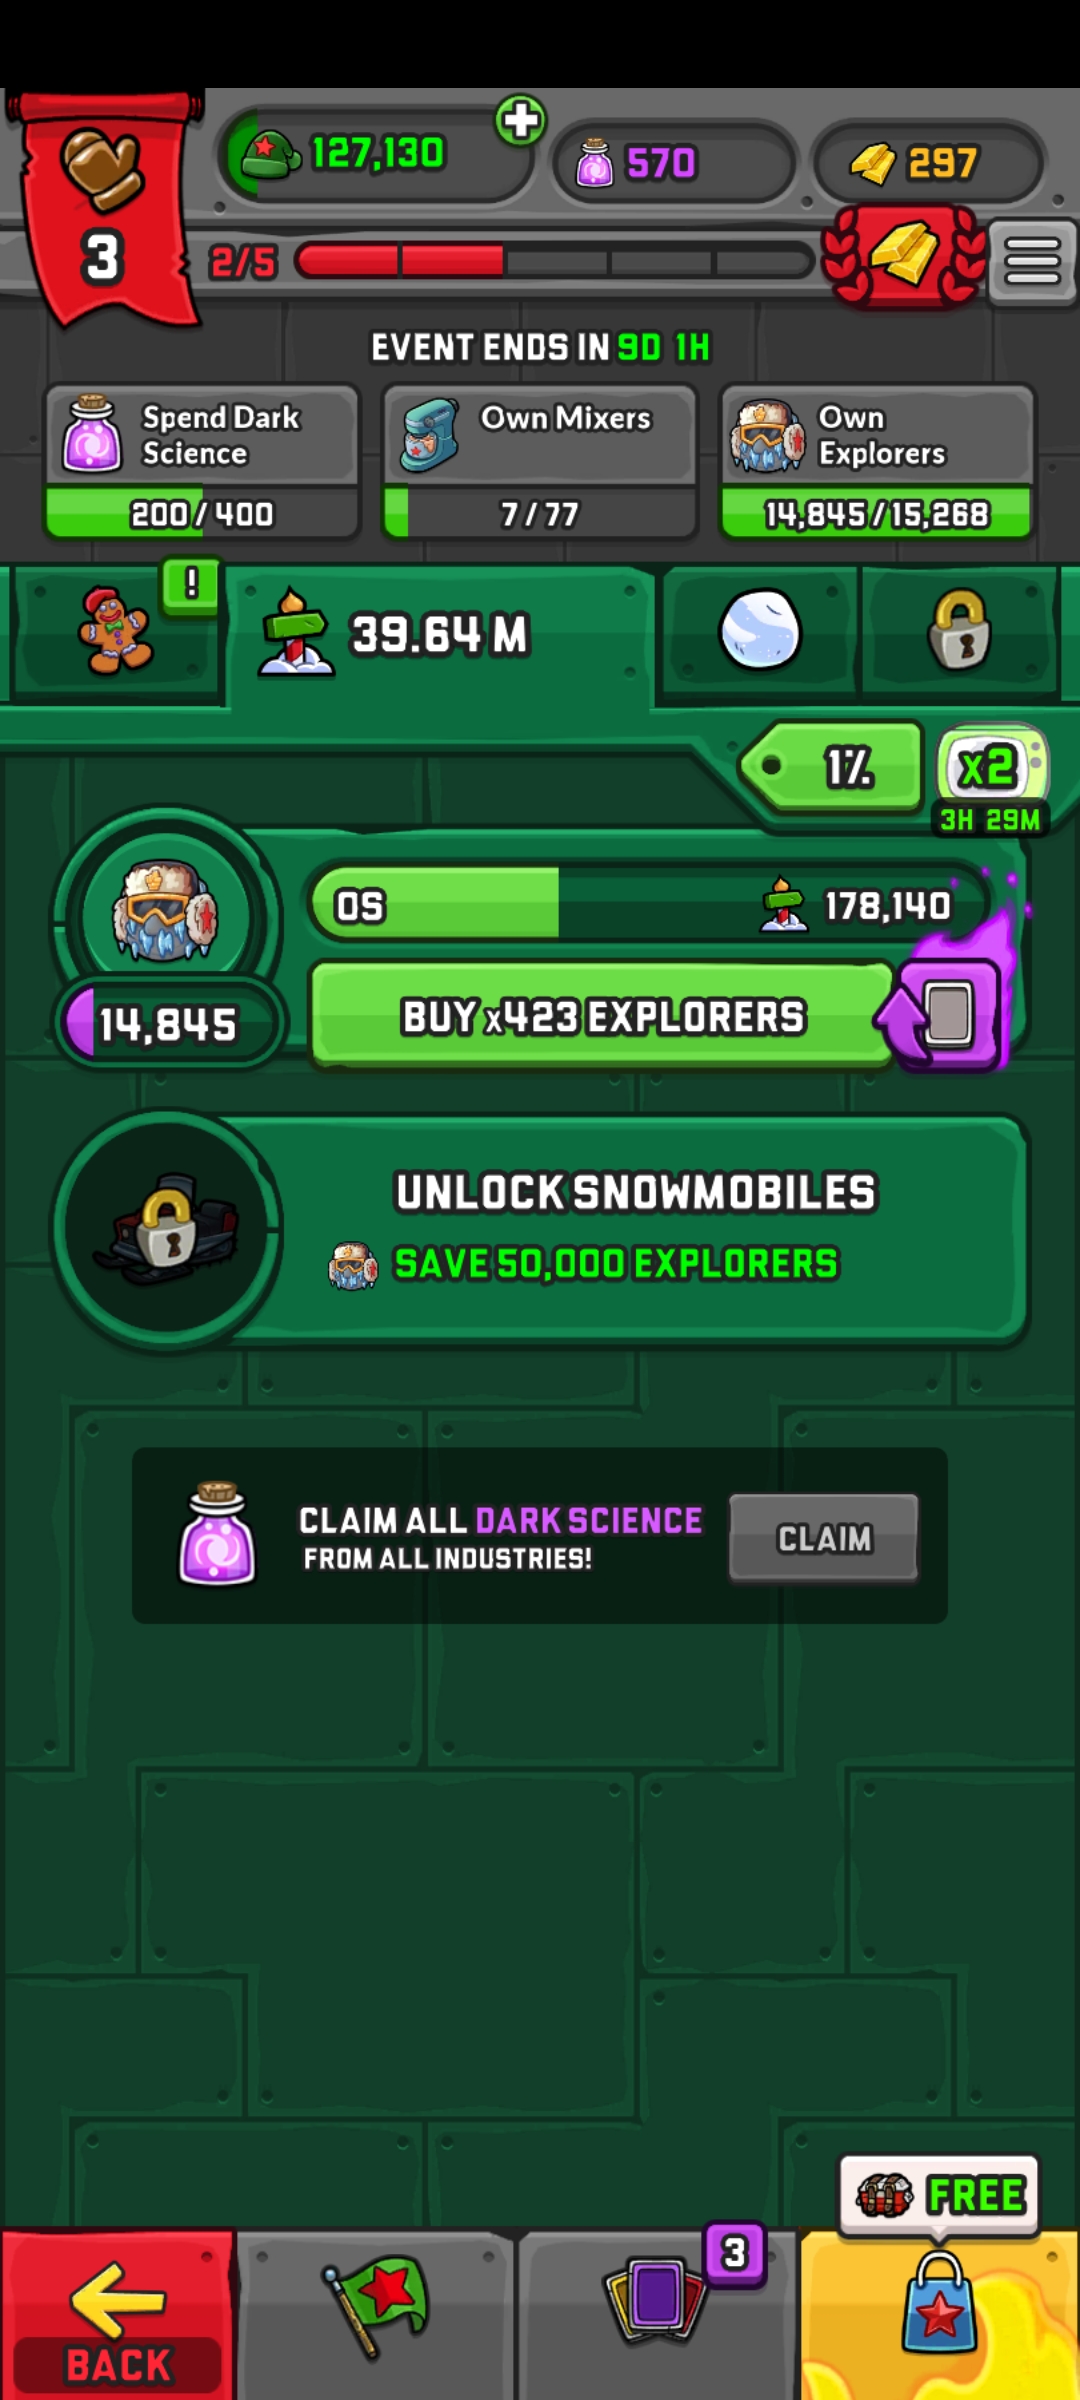 127,130
570
297
3
2/5
EVENT ENDS IN 9D 1H
Spend Dark
Science
200/400
Own Mixers
7/77
Own
Explorers
14,845/15,268
!
39.64 M
1%
x2
3H 29M
0S
178,140
14,845
BUY x423 EXPLORERS
UNLOCK SNOWMOBILES
SAVE 50,000 EXPLORERS
CLAIM ALL DARK SCIENCE
FROM ALL INDUSTRIES!
CLAIM
FREE
3
BACK